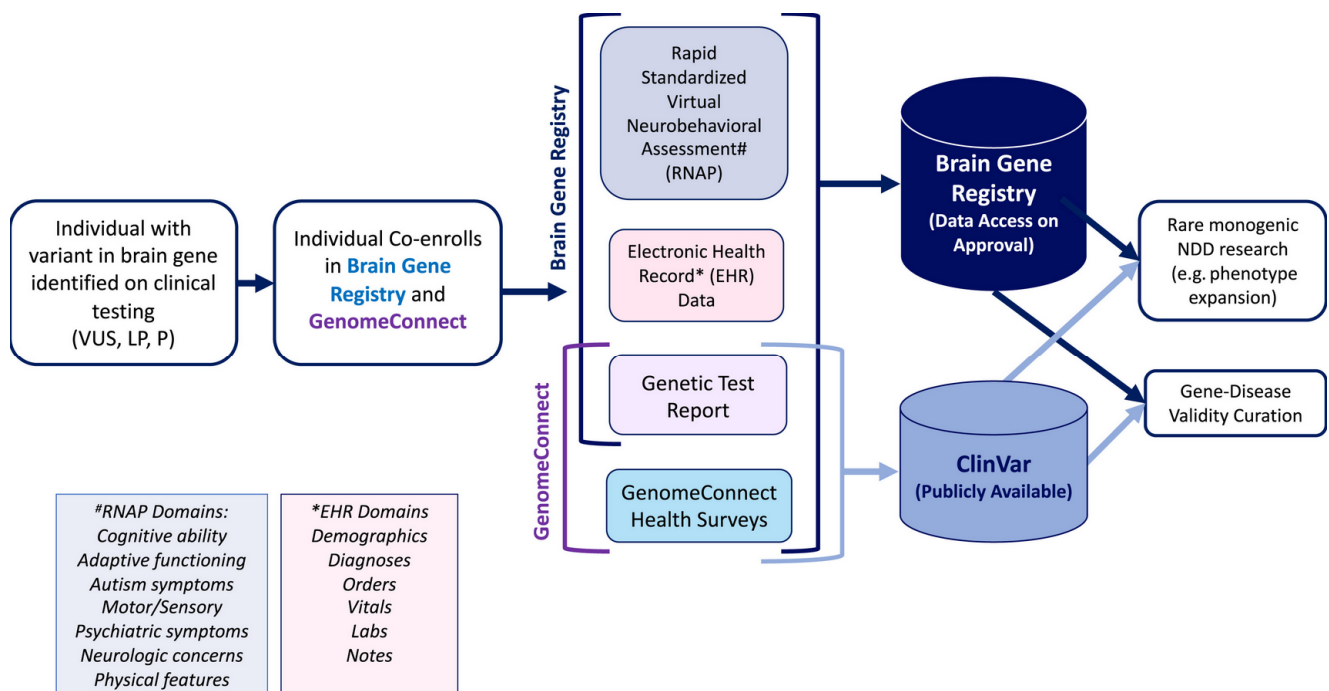 Individual with
variant in brain gene
identified on clinical
testing
(VUS, LP, P)
Individual Co-enrolls
in Brain Gene
Registry and
GenomeConnect
Brain Gene Registry
GenomeConnect
Rapid
Standardized
Virtual
Neurobehavioral
Assessment#
(RNAP)
Electronic Health
Record* (EHR)
Data
Genetic Test
Report
GenomeConnect
Health Surveys
Brain Gene
Registry
(Data Access on
Approval)
ClinVar
(Publicly Available)
Rare monogenic
NDD research
(e.g. phenotype
expansion)
Gene-Disease
Validity Curation
#RNAP Domains:
Cognitive ability
Adaptive functioning
Autism symptoms
Motor/Sensory
Psychiatric symptoms
Neurologic concerns
Physical features
*EHR Domains
Demographics
Diagnoses
Orders
Vitals
Labs
Notes